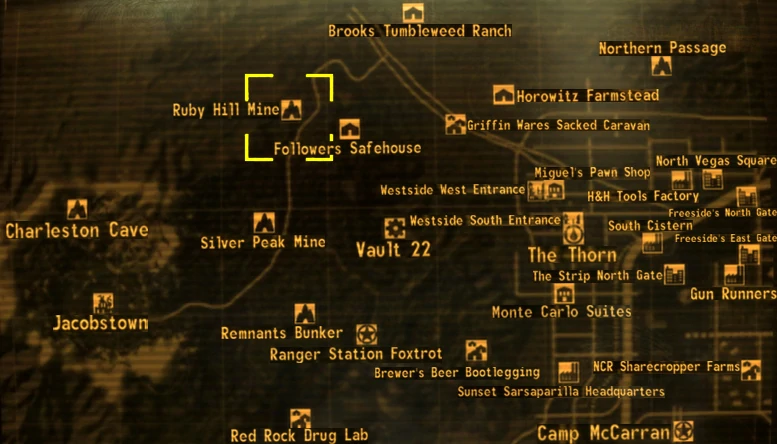 Brooks Tumbleweed Ranch
Northern Passage
Horowitz Farmstead
Ruby Hill Mine
Griffin Wares Sacked Caravan
Followers Safehouse
North Vegas Square
Miguel's Pawn Shop
Westside West Entrance
H&H Tools Factory
Freeside's North Gate
Charleston Cave
Westside South Entrance
South Cistern
Silver Peak Mine
Vault 22
Freeside's East Gate
The Thorn
The Strip North Gate
Gun Runners
Monte Carlo Suites
Jacobstown
Remnants Bunker
Ranger Station Foxtrot
Brewer's Beer Bootlegging
NCR Sharecropper Farms
Sunset Sarsaparilla Headquarters
Red Rock Drug Lab
Camp McCarran